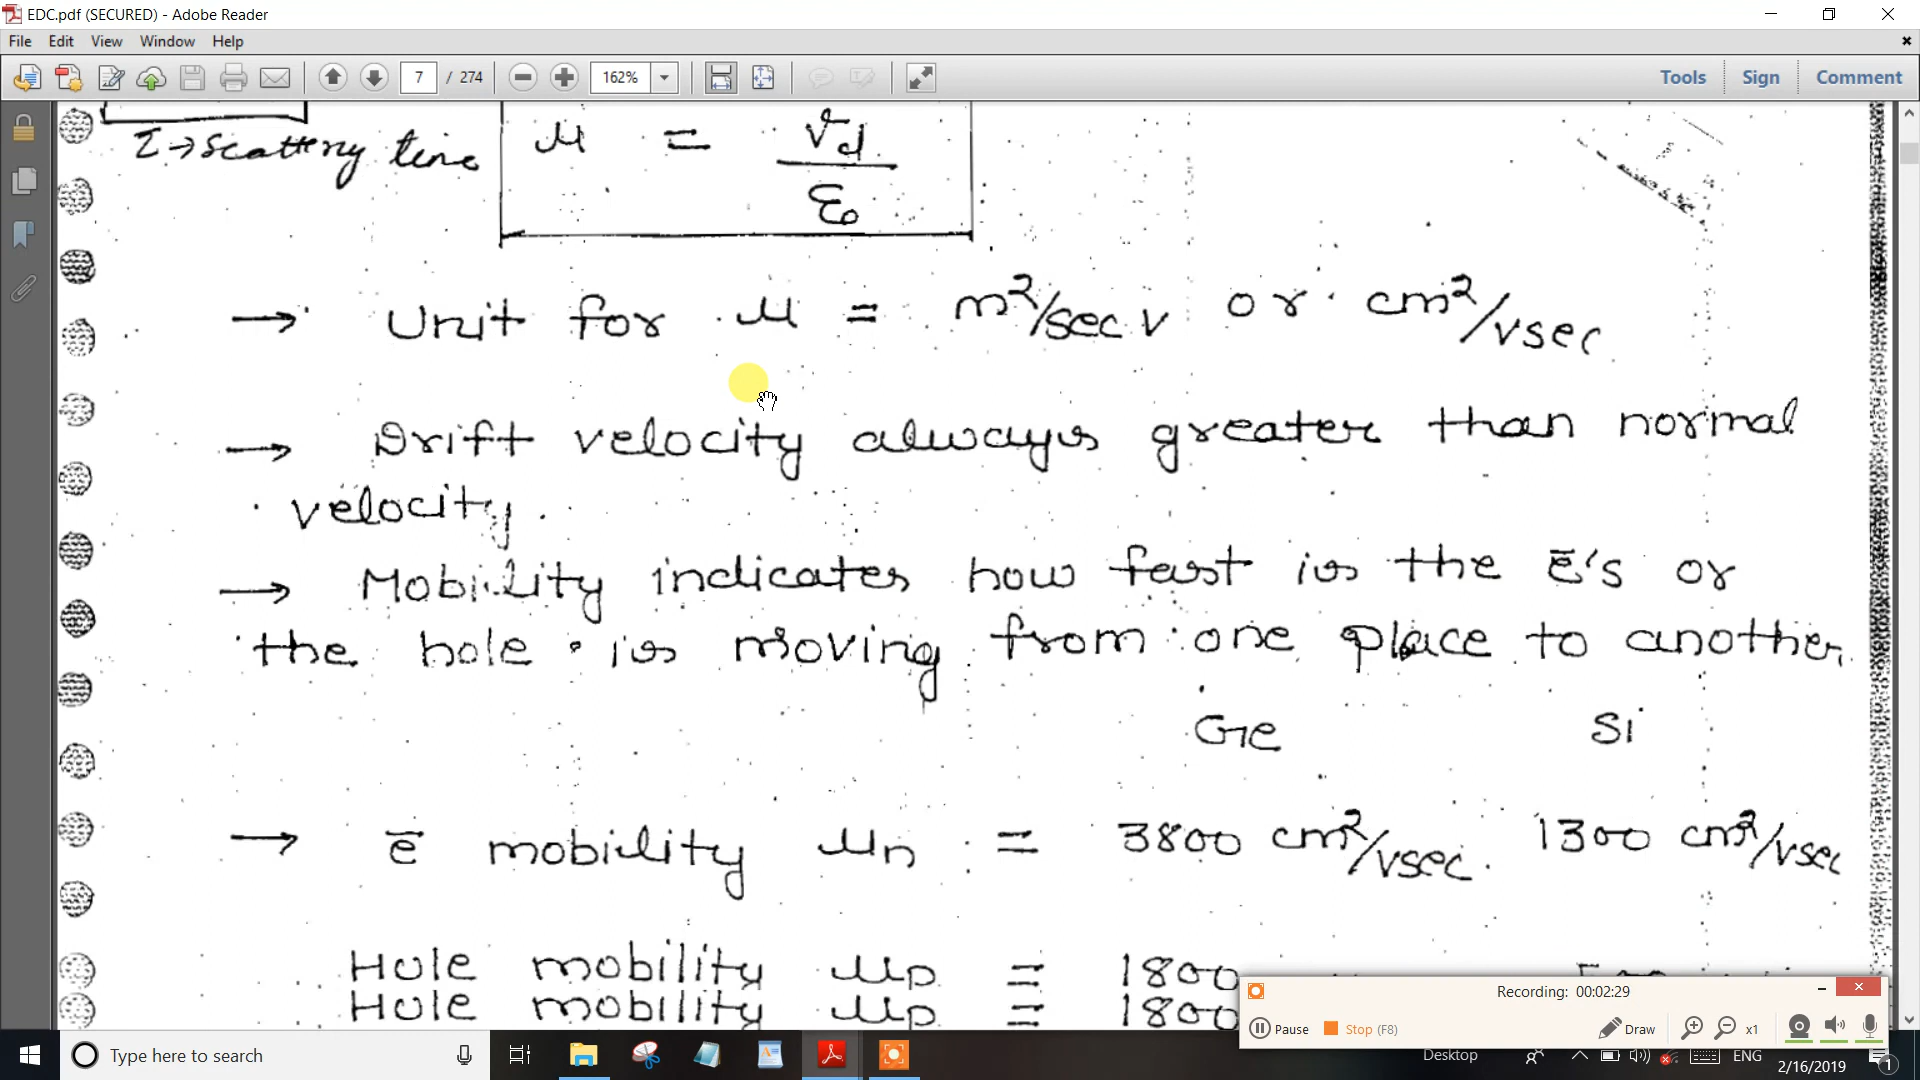 EDC.pdf (SECURED) - Adobe Reader
File Edit View Window Help
7 / 274 162% Tools Sign Comment
μ = Vd
τ → scattery time
εo
→ Unit for μ = m²/sec v or cm²/vsec
→ Drift velocity always greater than normal
velocity.
→ Mobility indicates how fast is the ē's or
the hole is moving from one place to another.
Ge Si
→ ē mobility μn = 3800 cm²/vsec. 1300 cm²/vsec
Hole mobility μp = 1800
Hole mobility μp = 1800
Recording: 00:02:29
Pause Stop (F8) Draw x1
Type here to search
Desktop ENG
2/16/2019 1